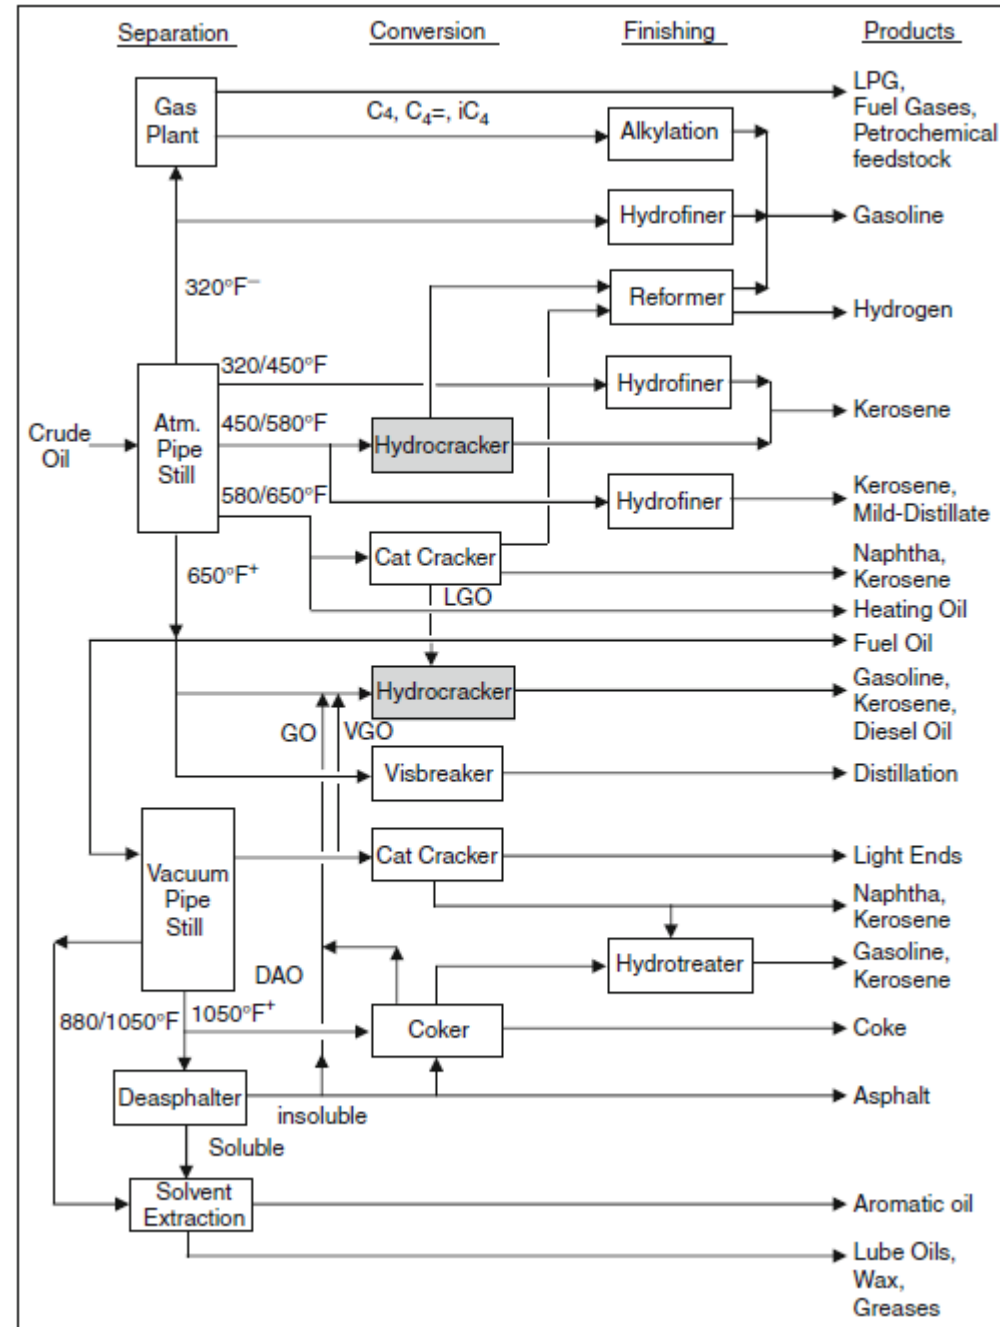 Separation
Conversion
Finishing
Products
Gas
Plant
C4, C₄=, iC₄
Alkylation
LPG,
Fuel Gases,
Petrochemical
feedstock
Hydrofiner
Gasoline
320°F⁻
Reformer
Hydrogen
320/450°F
Hydrofiner
Kerosene
Crude
Oil
Atm.
Pipe
Still
450/580°F
Hydrocracker
580/650°F
Hydrofiner
Kerosene,
Mild-Distillate
Cat Cracker
Naphtha,
Kerosene
650°F⁺
LGO
Heating Oil
Fuel Oil
Hydrocracker
Gasoline,
Kerosene,
Diesel Oil
GO
VGO
Visbreaker
Distillation
Vacuum
Pipe
Still
Cat Cracker
Light Ends
Naphtha,
Kerosene
Hydrotreater
Gasoline,
Kerosene
DAO
880/1050°F
1050°F⁺
Coker
Coke
Deasphalter
insoluble
Asphalt
Soluble
Solvent
Extraction
Aromatic oil
Lube Oils,
Wax,
Greases